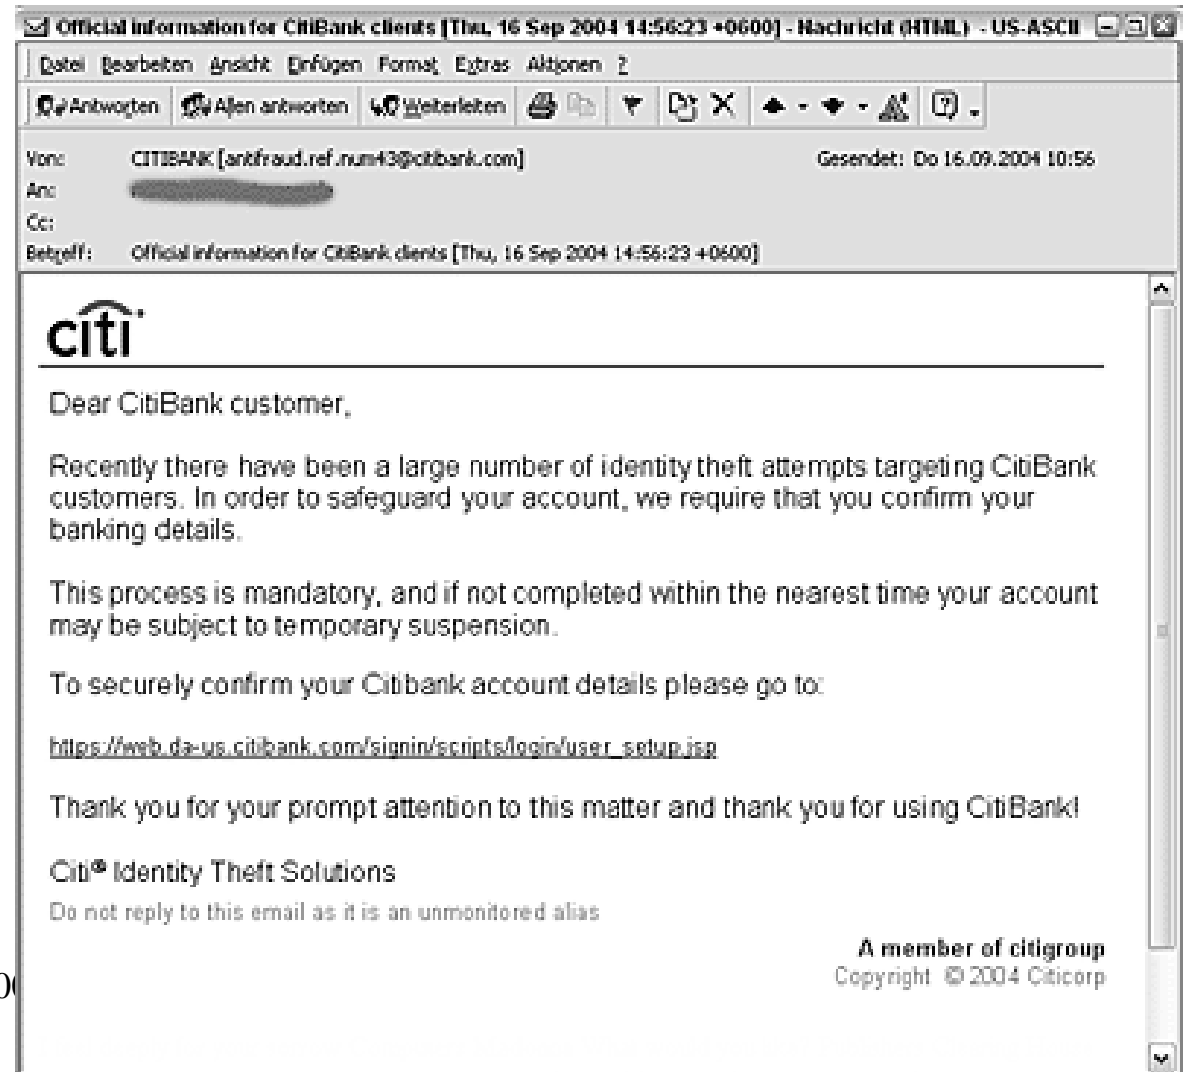 Official information for CitiBank clients [Thu, 16 Sep 2004 14:56:23 +0600] - Nachricht (HTML) - US-ASCII
Datei Bearbeiten Ansicht Einfügen Format Extras Aktionen ?
Antworten Allen antworten Weiterleiten
Von: CITIBANK [antifraud.ref.num43@citibank.com] Gesendet: Do 16.09.2004 10:56
An:
Cc:
Betreff: Official information for CitiBank clients [Thu, 16 Sep 2004 14:56:23 +0600]
citi
Dear CitiBank customer,
Recently there have been a large number of identity theft attempts targeting CitiBank
customers. In order to safeguard your account, we require that you confirm your
banking details.
This process is mandatory, and if not completed within the nearest time your account
may be subject to temporary suspension.
To securely confirm your Citibank account details please go to:
https://web.da-us.citibank.com/signin/scripts/login/user_setup.jsp
Thank you for your prompt attention to this matter and thank you for using CitiBank!
Citi® Identity Theft Solutions
Do not reply to this email as it is an unmonitored alias
A member of citigroup
Copyright © 2004 Citicorp